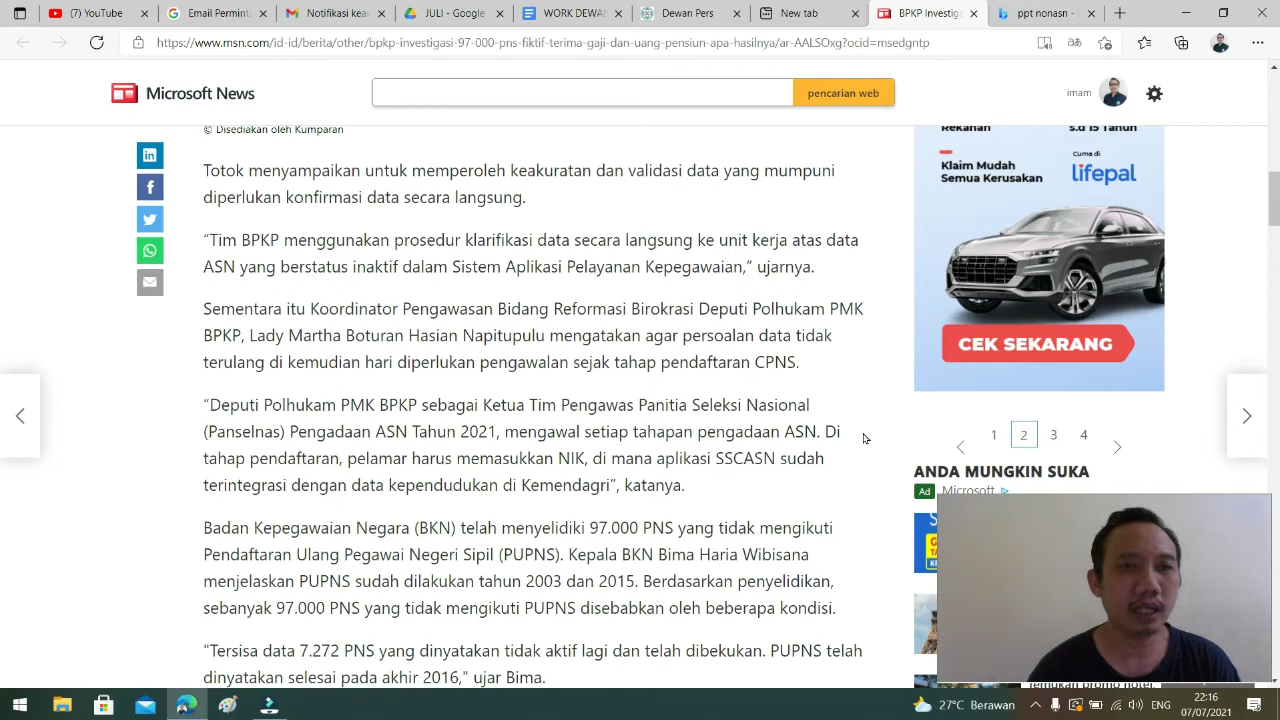 (1)
Email Perminta
Notifikasi kea
JULI - Google
WORK DEWAN
Dewan Pers
New tab
BPKP Investiga
ppt nonasn -
https://www.msn.com/id-id/berita/other/bpkp-investigasi-97-000-pns-fiktif-terima-gaji-dan-uang-pensiun-apa-hasilnya/ar-AALSOxg?ocid=msedgntp
Microsoft News
pencarian web
imam
© Disediakan oleh Kumparan
Totok menyampaikan untuk memperoleh keakuratan dan validasi data yang mumpuni
diperlukan konfirmasi data secara langsung.
“Tim BPKP menggunakan prosedur klarifikasi data secara langsung ke unit kerja atas data
ASN yang berstatus inaktif dalam Sistem Aplikasi Pelayanan Kepegawaian,” ujarnya.
Sementara itu Koordinator Pengawasan Bidang Reformasi Birokrasi Deputi Polhukam PMK
BPKP, Lady Martha Boturan Hasian Napitupulu mengatakan agar persoalan data tidak
terulang di kemudian hari diperlukan pengawalan sejak tahap pendaftaran CPNS.
“Deputi Polhukam PMK BPKP sebagai Ketua Tim Pengawas Panitia Seleksi Nasional
(Panselnas) Pengadaan ASN Tahun 2021, mengawal setiap tahapan pengadaan ASN. Di
tahap pendaftaran, pelamar harus memasukkan NIK, di mana aplikasi SSCASN sudah
terintegrasi dengan data kependudukan di Kemendagri”, katanya.
Badan Kepegawaian Negara (BKN) telah menyelidiki 97.000 PNS yang tidak mengikuti
Pendaftaran Ulang Pegawai Negeri Sipil (PUPNS). Kepala BKN Bima Haria Wibisana
menjelaskan PUPNS sudah dilakukan tahun 2003 dan 2015. Berdasarkan penyelidikan,
sebanyak 97.000 PNS yang tidak mengikuti PUPNS disebabkan oleh beberapa kondisi.
"Tersisa data 7.272 PNS yang dinyatakan tidak aktif lagi dan telah dibekukan. PUPNS telah
dinyatakan selesai pada akhir 2016," ujar Bima.
Rekanan
s.d 15 Tahun
Klaim Mudah
Semua Kerusakan
Cuma di
lifepal
CEK SEKARANG
1 2 3 4
ANDA MUNGKIN SUKA
Ad Microsoft
Temukan promo hotel
27°C Berawan
ENG
22:16
07/07/2021